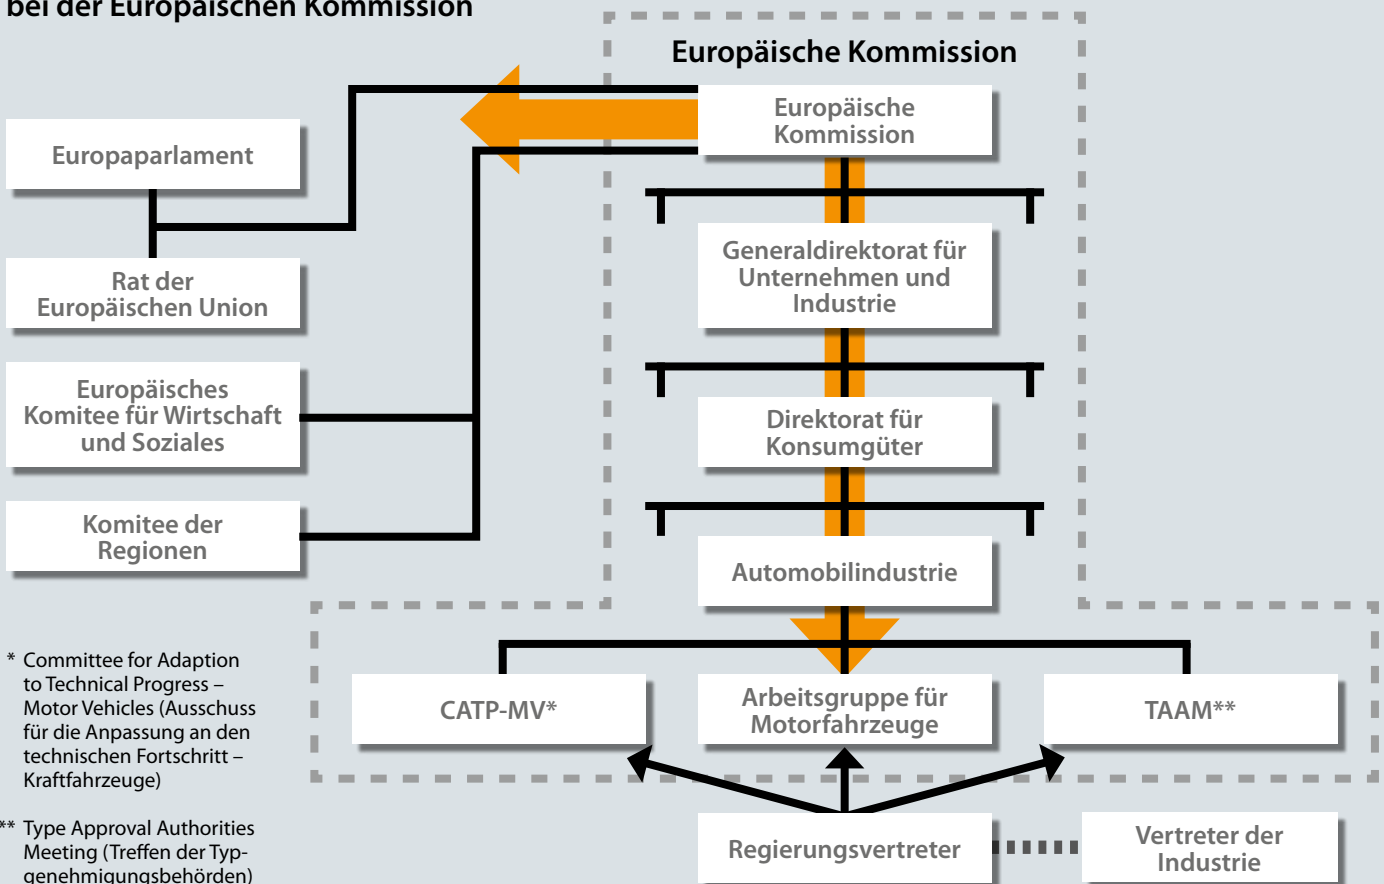 bei der Europäischen Kommission
Europäische Kommission
Europäische
Kommission
Europaparlament
Rat der
Europäischen Union
Europäisches
Komitee für Wirtschaft
und Soziales
Komitee der
Regionen
Generaldirektorat für
Unternehmen und
Industrie
Direktorat für
Konsumgüter
Automobilindustrie
CATP-MV*
Arbeitsgruppe für
Motorfahrzeuge
TAAM**
Regierungsvertreter
Vertreter der
Industrie
* Committee for Adaption
to Technical Progress –
Motor Vehicles (Ausschuss
für die Anpassung an den
technischen Fortschritt –
Kraftfahrzeuge)
** Type Approval Authorities
Meeting (Treffen der Typ-
genehmigungsbehörden)